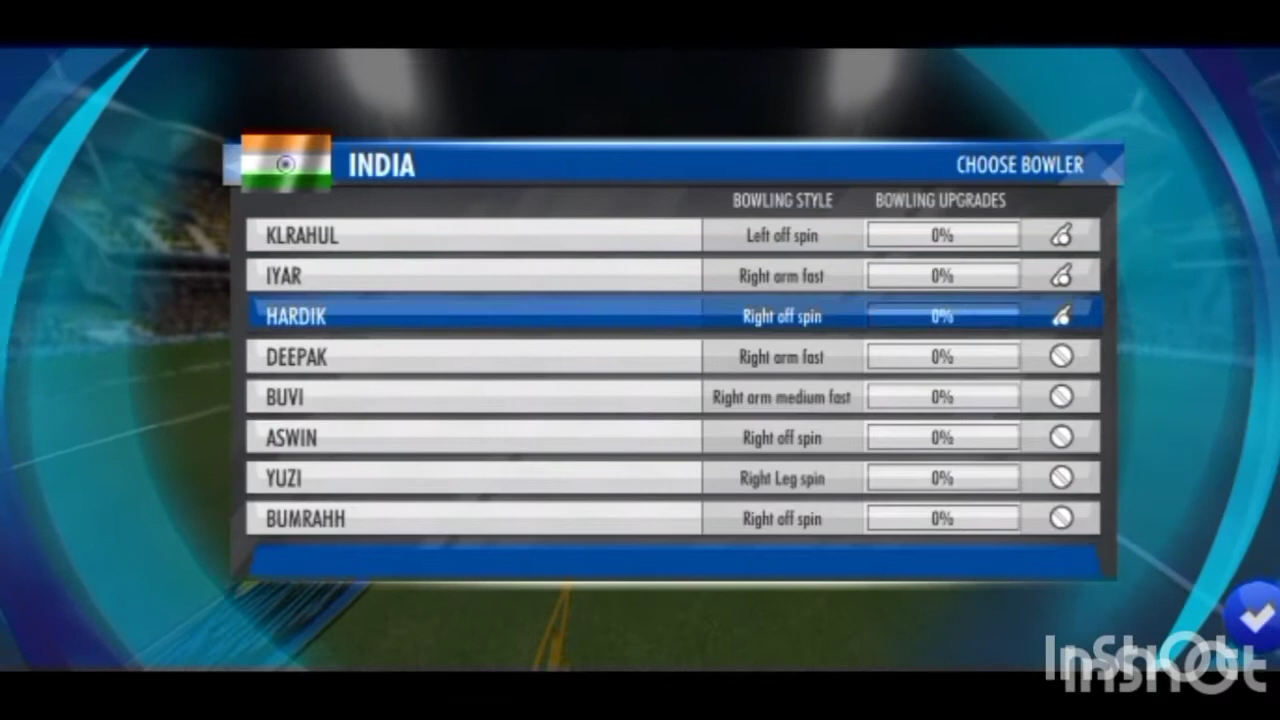 INDIA CHOOSE BOWLER
BOWLING STYLE BOWLING UPGRADES
KLRAHUL Left off spin 0%
IYAR Right arm fast 0%
HARDIK Right off spin 0%
DEEPAK Right arm fast 0%
BUVI Right arm medium fast 0%
ASWIN Right off spin 0%
YUZI Right Leg spin 0%
BUMRAHH Right off spin 0%
InShOt
InShOt